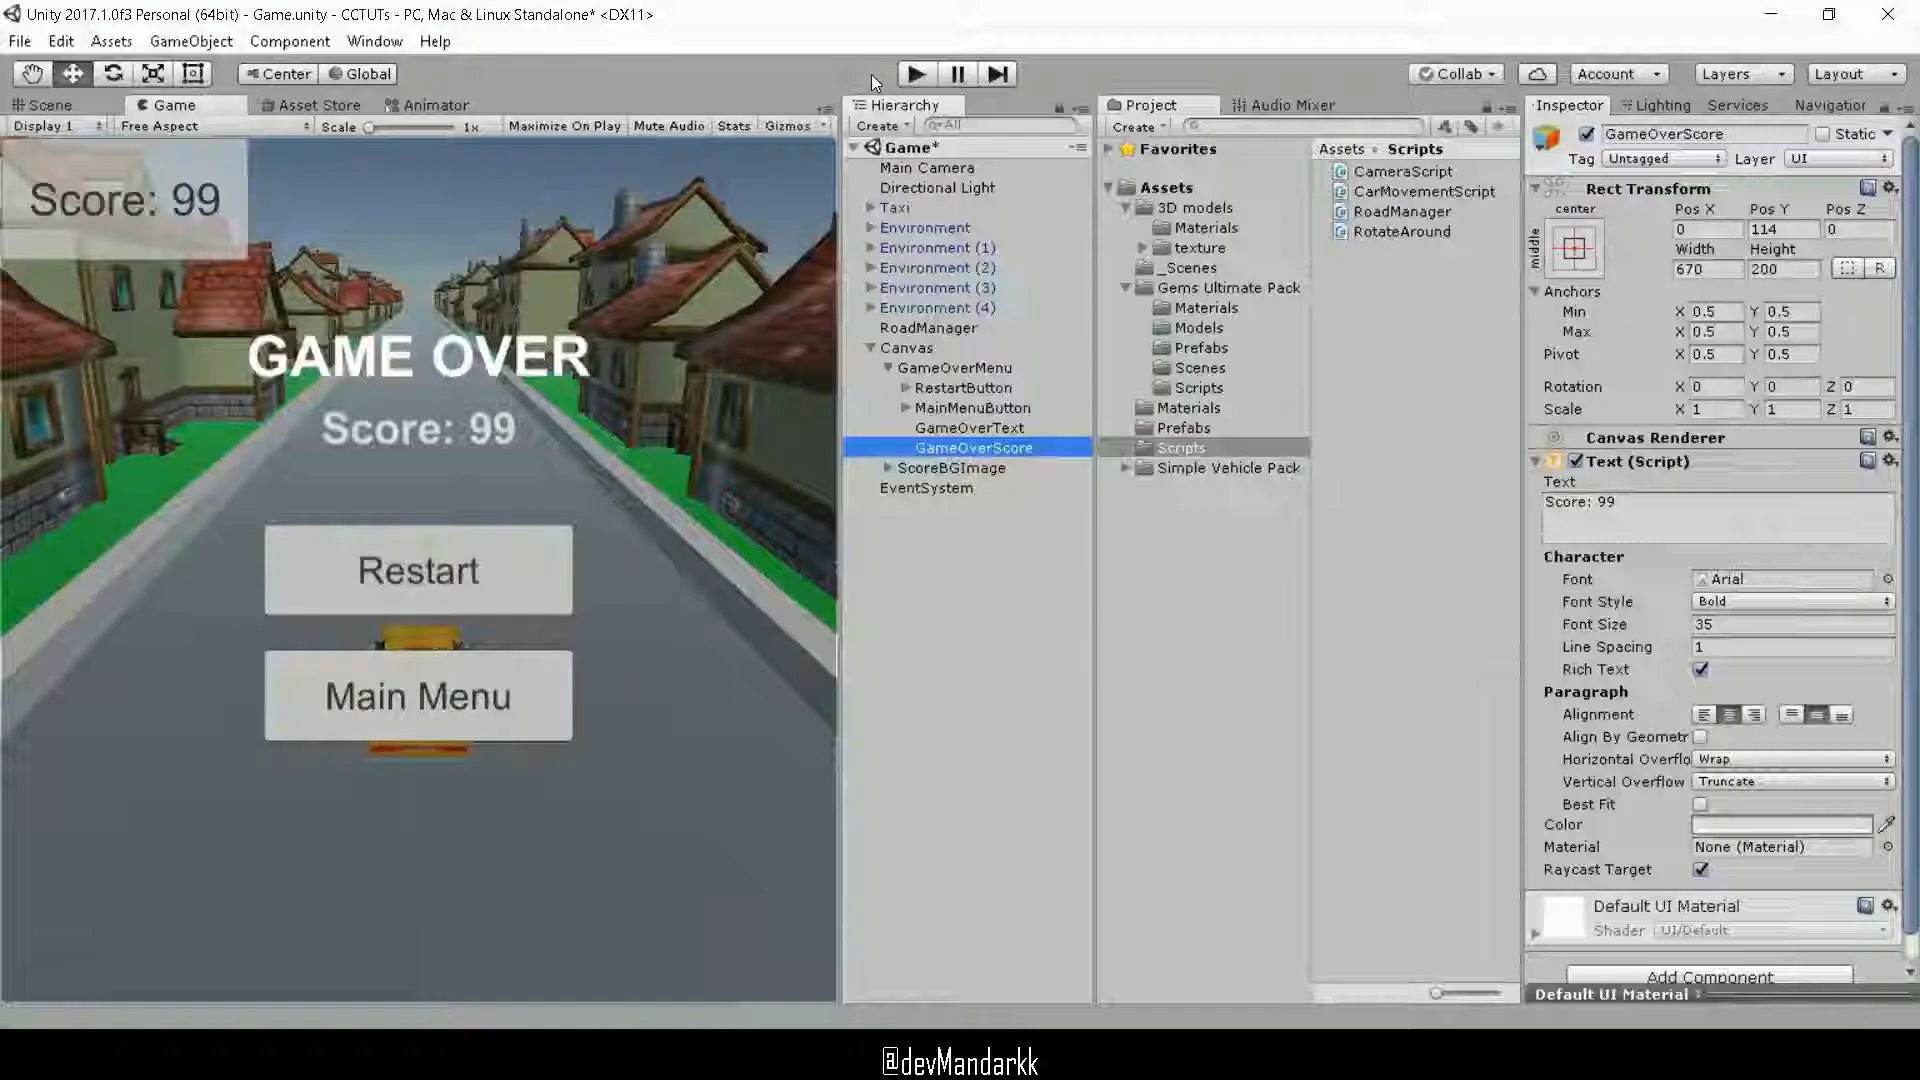 Unity 2017.1.0f3 Personal (64bit) - Game.unity - CCTUTs - PC, Mac & Linux Standalone* <DX11>
File Edit Assets GameObject Component Window Help
Center Global
Collab Account Layers Layout
Scene Game Asset Store Animator
Display 1 Free Aspect Scale 1x Maximize On Play Mute Audio Stats Gizmos
Score: 99
GAME OVER
Score: 99
Restart
Main Menu
Hierarchy
Create All
Game*
Main Camera
Directional Light
Taxi
Environment
Environment (1)
Environment (2)
Environment (3)
Environment (4)
RoadManager
Canvas
GameOverMenu
RestartButton
MainMenuButton
GameOverText
GameOverScore
ScoreBGImage
EventSystem
Project Audio Mixer
Create
Favorites
Assets
3D models
Materials
texture
_Scenes
Gems Ultimate Pack
Materials
Models
Prefabs
Scenes
Scripts
Materials
Prefabs
Scripts
Simple Vehicle Pack
Assets Scripts
CameraScript
CarMovementScript
RoadManager
RotateAround
Inspector Lighting Services Navigation
GameOverScore Static
Tag Untagged Layer UI
Rect Transform
center
middle
Pos X Pos Y Pos Z
0 114 0
Width Height
670 200 R
Anchors
Min X 0.5 Y 0.5
Max X 0.5 Y 0.5
Pivot X 0.5 Y 0.5
Rotation X 0 Y 0 Z 0
Scale X 1 Y 1 Z 1
Canvas Renderer
Text (Script)
Text
Score: 99
Character
Font Arial
Font Style Bold
Font Size 35
Line Spacing 1
Rich Text
Paragraph
Alignment
Align By Geometr
Horizontal Overflo Wrap
Vertical Overflow Truncate
Best Fit
Color
Material None (Material)
Raycast Target
Default UI Material
Shader UI/Default
Add Component
Default UI Material
@devMandarkk